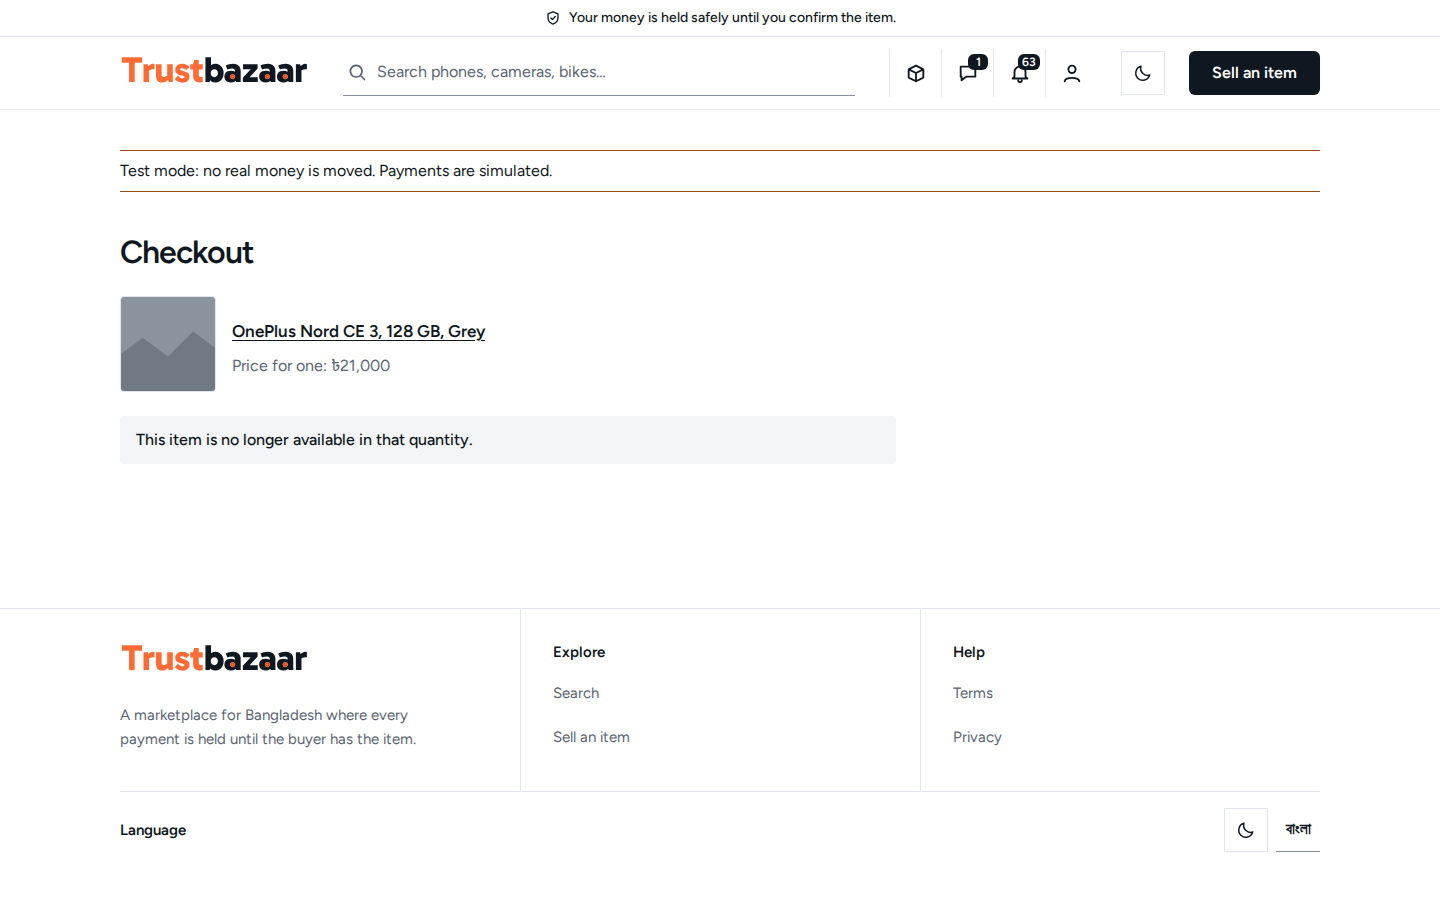 Your money is held safely until you confirm the item.
Trustbazaar
Search phones, cameras, bikes...
1
63
Sell an item
Test mode: no real money is moved. Payments are simulated.
Checkout
OnePlus Nord CE 3, 128 GB, Grey
Price for one: ৳21,000
This item is no longer available in that quantity.
Trustbazaar
A marketplace for Bangladesh where every
payment is held until the buyer has the item.
Explore
Search
Sell an item
Help
Terms
Privacy
Language
বাংলা